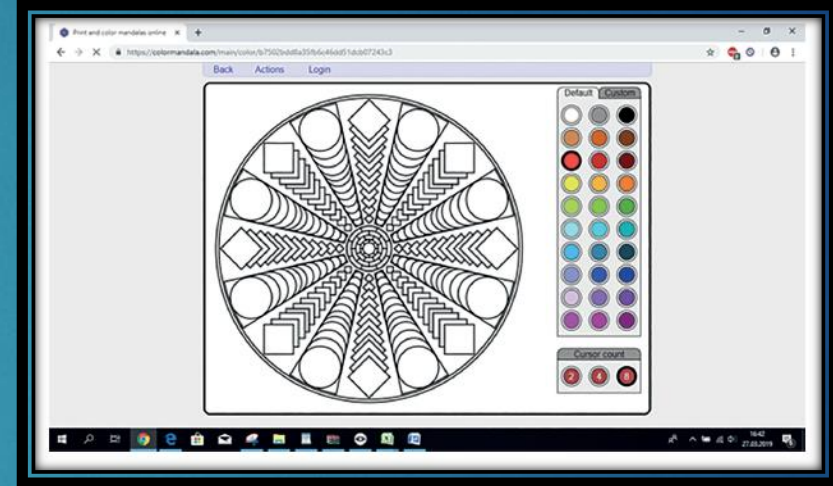 Print and color mandalas online
https://colormandala.com/main/color/
Back Actions Login
Default Custom
Cursor count
2 4 8
16:42
27.03.2019